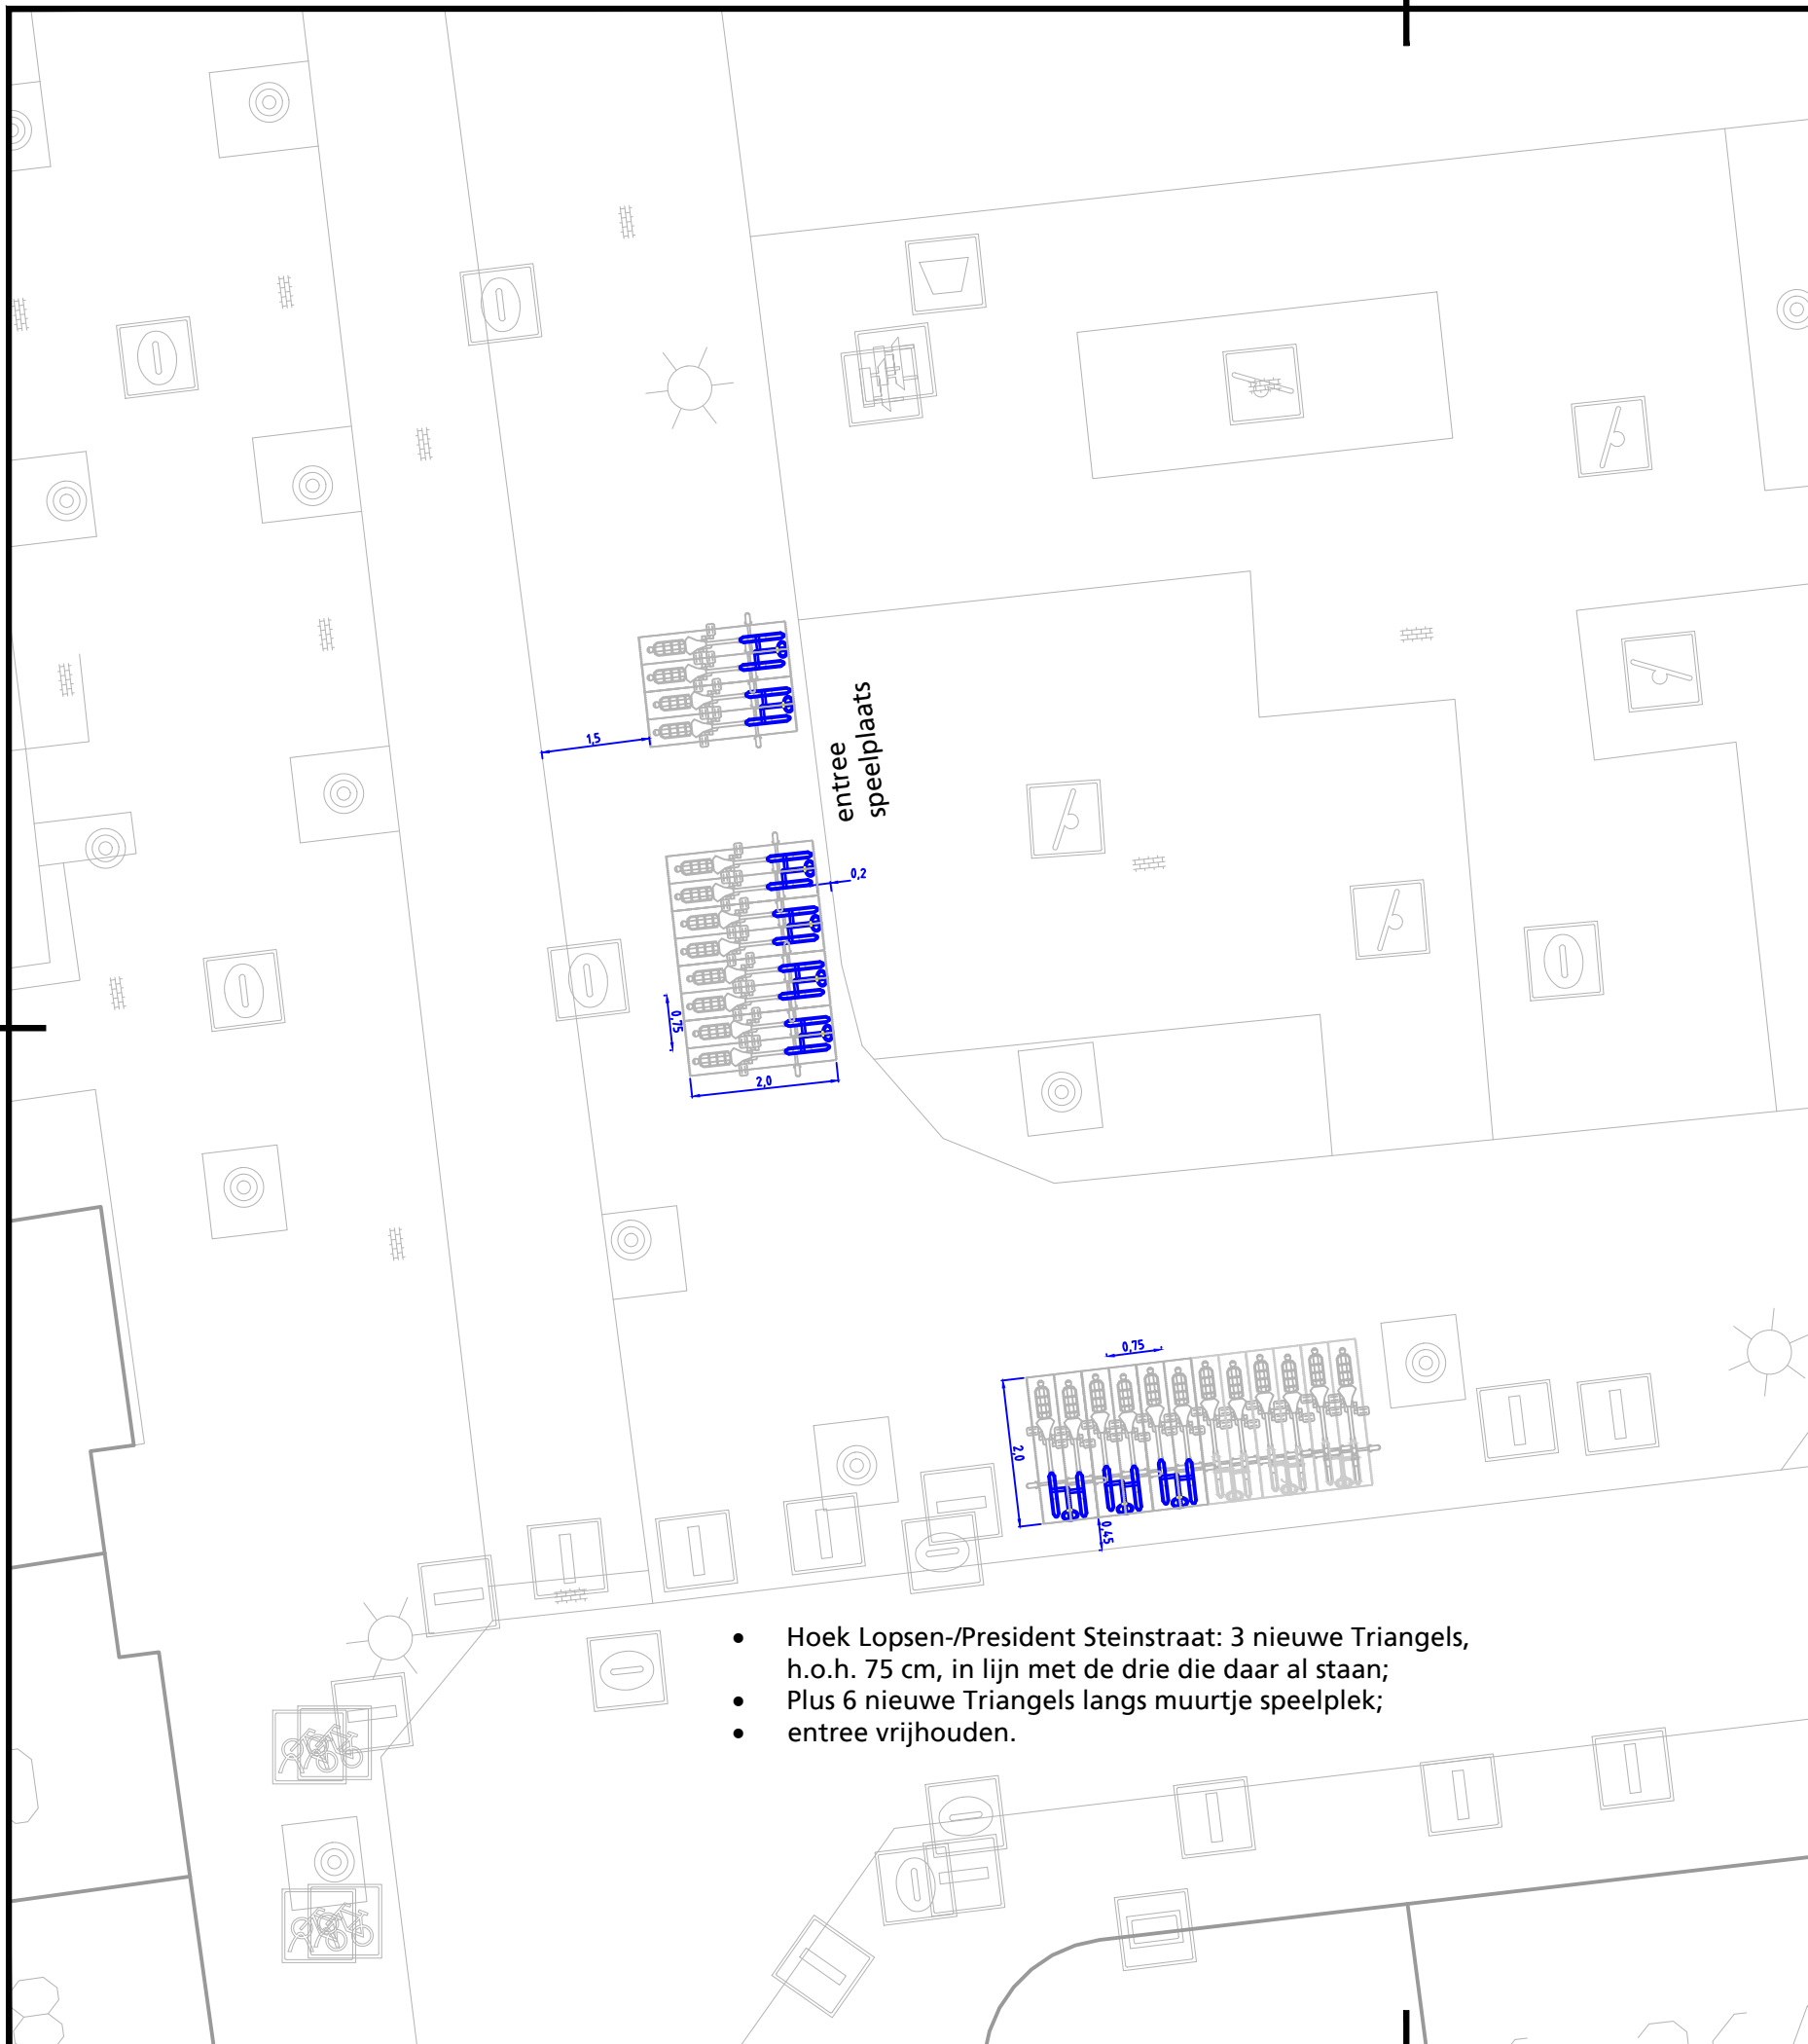 1,5
entree
speelplaats
0,2
0,75
2,0
0,75
2,0
0,45
• Hoek Lopsen-/President Steinstraat: 3 nieuwe Triangels,
h.o.h. 75 cm, in lijn met de drie die daar al staan;
• Plus 6 nieuwe Triangels langs muurtje speelplek;
• entree vrijhouden.